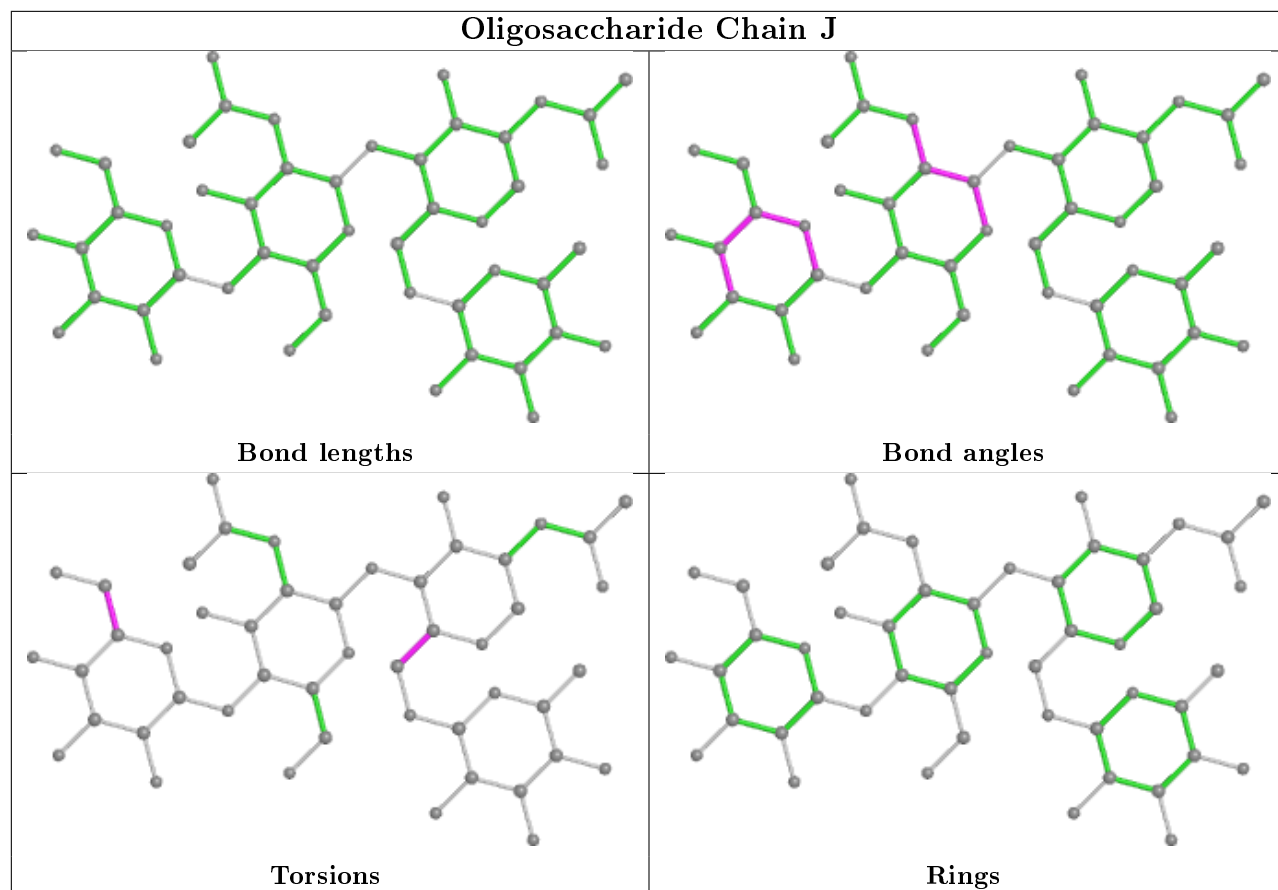 Oligosaccharide Chain J
Bond lengths
Bond angles
Torsions
Rings